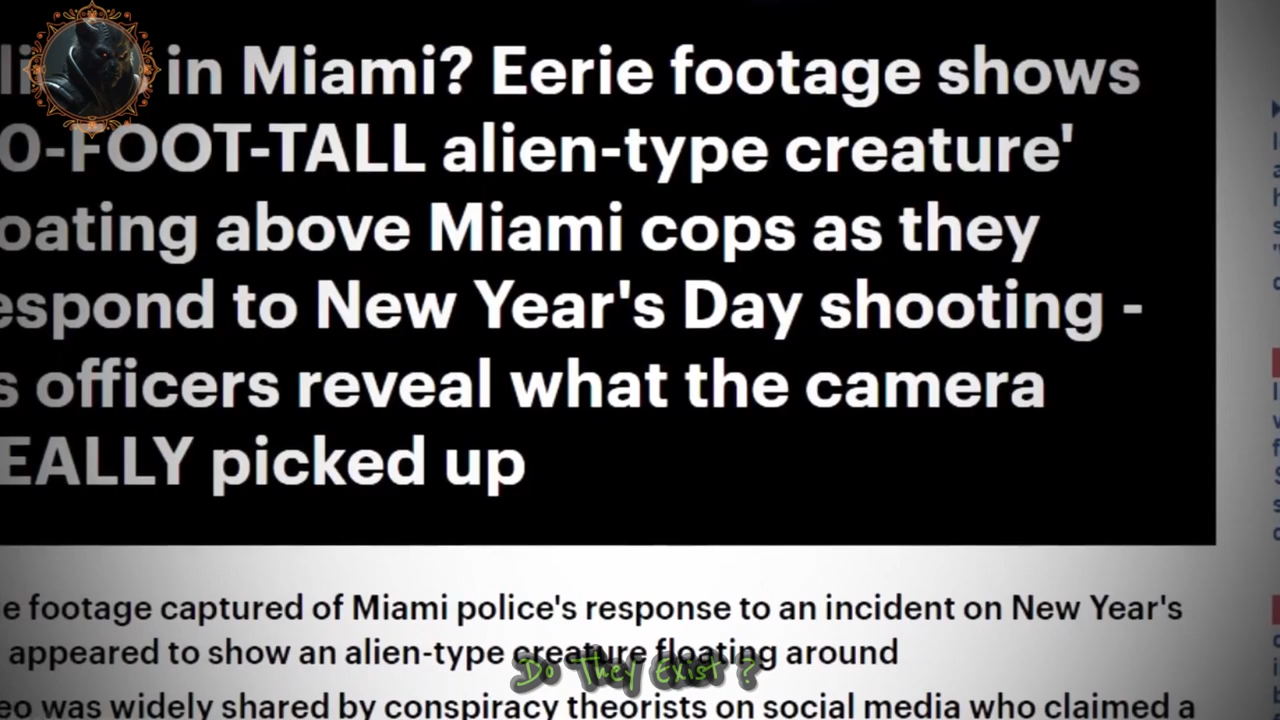 in Miami? Eerie footage shows
0-FOOT-TALL alien-type creature'
oating above Miami cops as they
espond to New Year's Day shooting -
s officers reveal what the camera
EALLY picked up
e footage captured of Miami police's response to an incident on New Year's
appeared to show an alien-type creature floating around
Do They Exist ?
eo was widely shared by conspiracy theorists on social media who claimed a